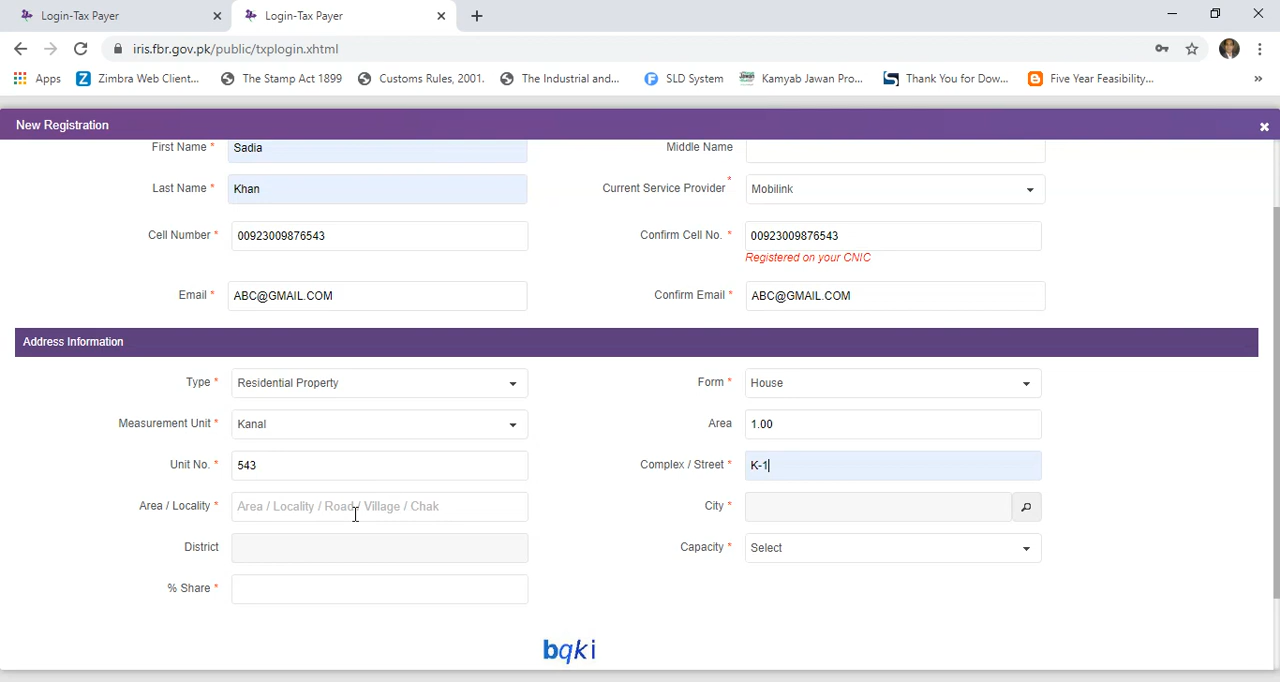 Login-Tax Payer
Login-Tax Payer
iris.fbr.gov.pk/public/txplogin.xhtml
Apps
Zimbra Web Client...
The Stamp Act 1899
Customs Rules, 2001.
The Industrial and...
SLD System
Kamyab Jawan Pro...
Thank You for Dow...
Five Year Feasibility...
»
New Registration
First Name * Sadia Middle Name
Last Name * Khan Current Service Provider * Mobilink
Cell Number * 00923009876543 Confirm Cell No. * 00923009876543
Registered on your CNIC
Email * ABC@GMAIL.COM Confirm Email * ABC@GMAIL.COM
Address Information
Type * Residential Property Form * House
Measurement Unit * Kanal Area 1.00
Unit No. * 543 Complex / Street * K-1
Area / Locality * Area / Locality / Road / Village / Chak City *
District Capacity * Select
% Share *
bqki